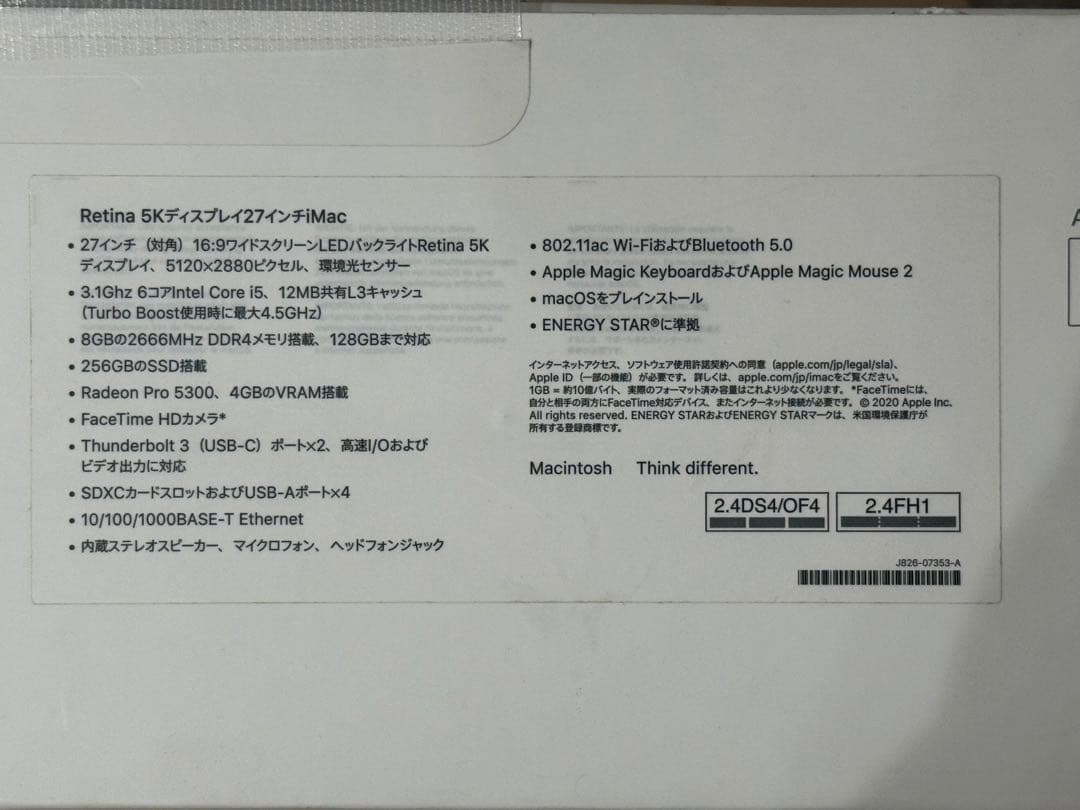 Retina 5Kディスプレイ27インチiMac
• 27インチ（対角）16:9ワイドスクリーンLEDバックライトRetina 5K
ディスプレイ、5120×2880ピクセル、環境光センサー
• 3.1Ghz 6コアIntel Core i5、12MB共有L3キャッシュ
（Turbo Boost使用時に最大4.5GHz）
• 8GBの2666MHz DDR4メモリ搭載、128GBまで対応
• 256GBのSSD搭載
• Radeon Pro 5300、4GBのVRAM搭載
• FaceTime HDカメラ*
• Thunderbolt 3（USB-C）ポート×2、高速I/Oおよび
ビデオ出力に対応
• SDXCカードスロットおよびUSB-Aポート×4
• 10/100/1000BASE-T Ethernet
• 内蔵ステレオスピーカー、マイクロフォン、ヘッドフォンジャック
• 802.11ac Wi-FiおよびBluetooth 5.0
• Apple Magic KeyboardおよびApple Magic Mouse 2
• macOSをプレインストール
• ENERGY STAR®に準拠
インターネットアクセス、ソフトウェア使用許諾契約への同意（apple.com/jp/legal/sla）、
Apple ID（一部の機能）が必要です。詳しくは、apple.com/jp/imacをご覧ください。
1GB = 約10億バイト、実際のフォーマット済み容量はこれより少なくなります。*FaceTimeには、
自分と相手の両方にFaceTime対応デバイス、またインターネット接続が必要です。© 2020 Apple Inc.
All rights reserved. ENERGY STARおよびENERGY STARマークは、米国環境保護庁が
所有する登録商標です。
Macintosh Think different.
2.4DS4/OF4 2.4FH1
J826-07353-A